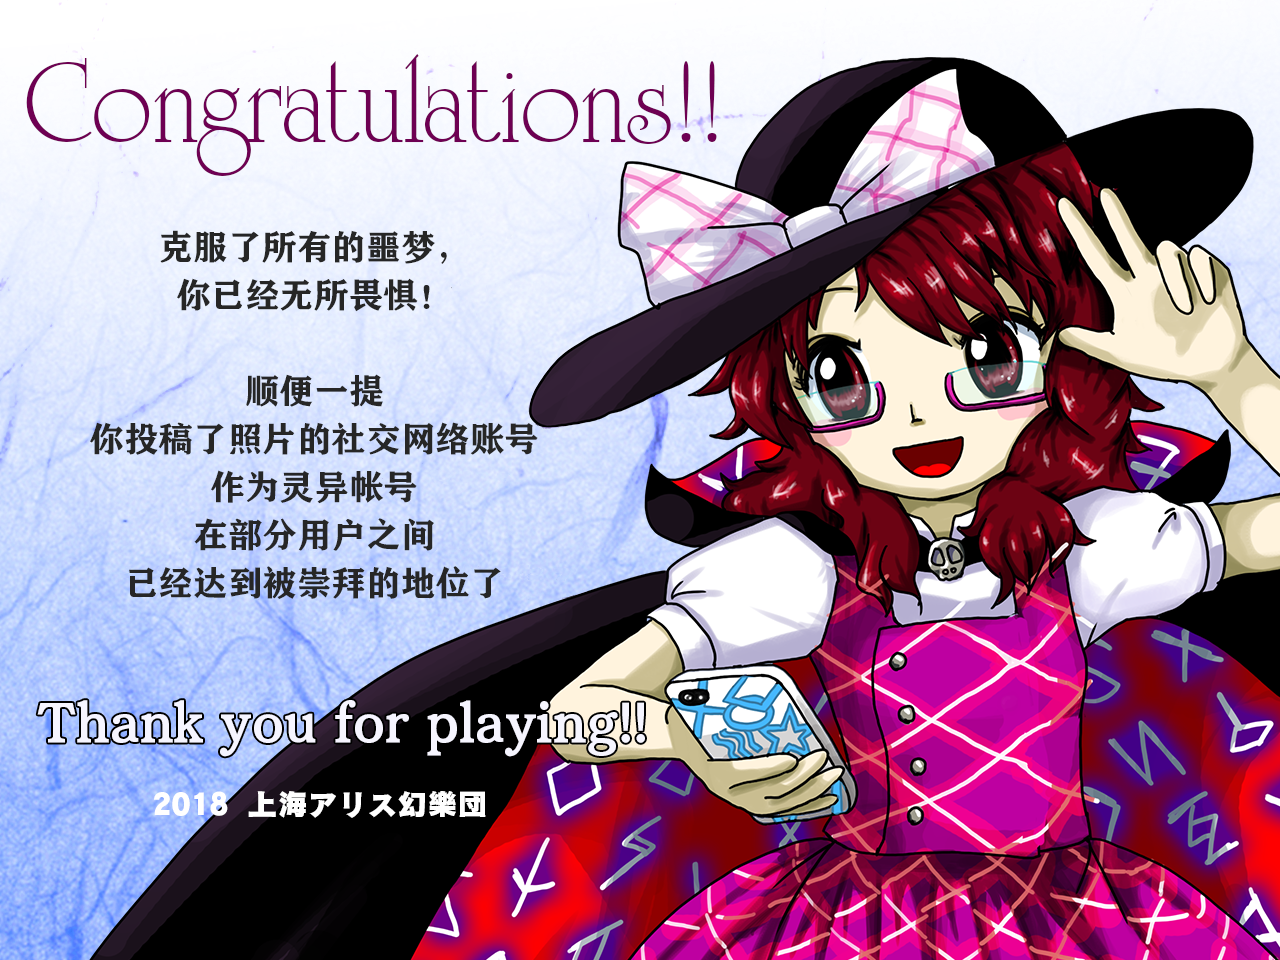 Congratulations!!
克服了所有的噩梦，
你已经无所畏惧！
顺便一提
你投稿了照片的社交网络账号
作为灵异帐号
在部分用户之间
已经达到被崇拜的地位了
Thank you for playing!!
2018 上海アリス幻樂団